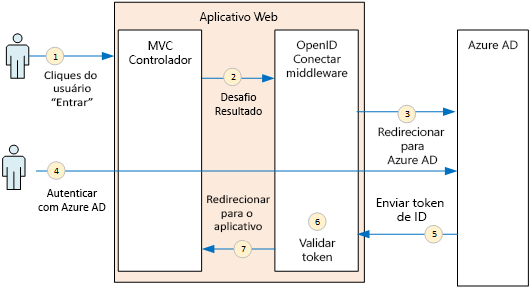 Aplicativo Web
MVC
Controlador
OpenID
Conectar
middleware
Azure AD
1
Cliques do
usuário
“Entrar”
2
Desafio
Resultado
3
Redirecionar
para
Azure AD
4
Autenticar
com Azure AD
Enviar token
de ID
5
6
Validar
token
Redirecionar
para o
aplicativo
7